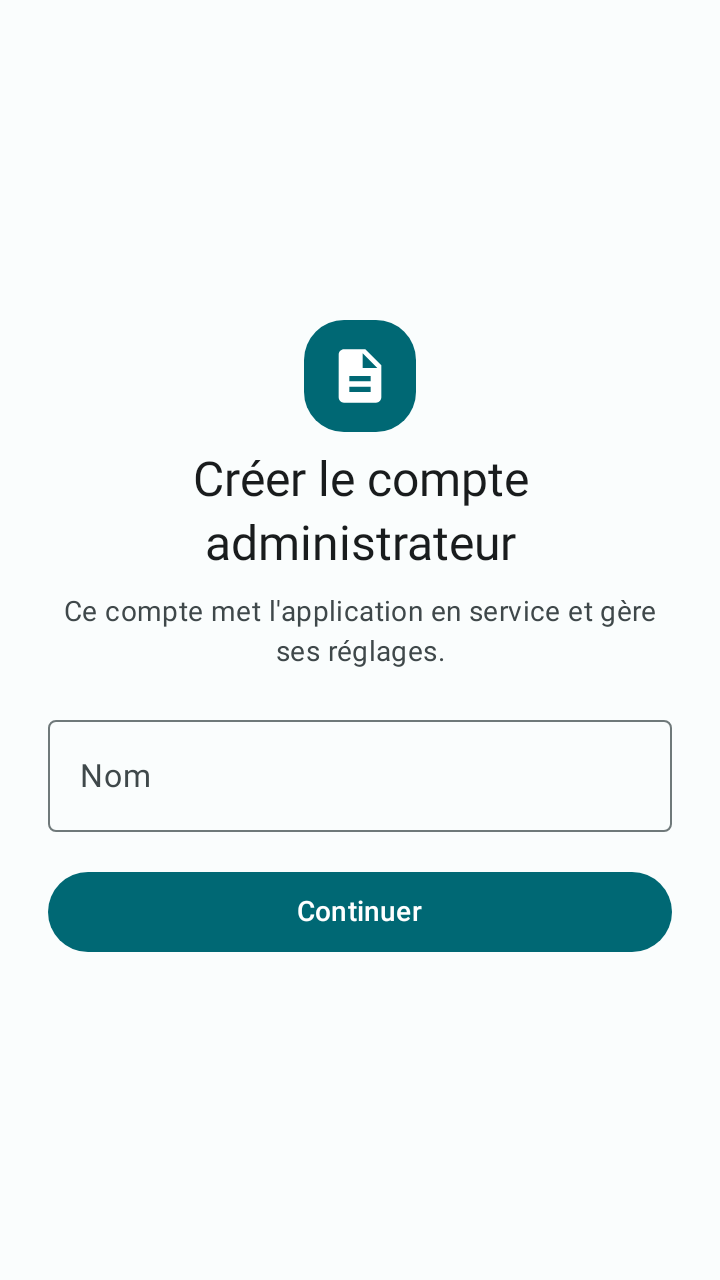 Créer le compte
administrateur
Ce compte met l'application en service et gère
ses réglages.
Nom
Continuer